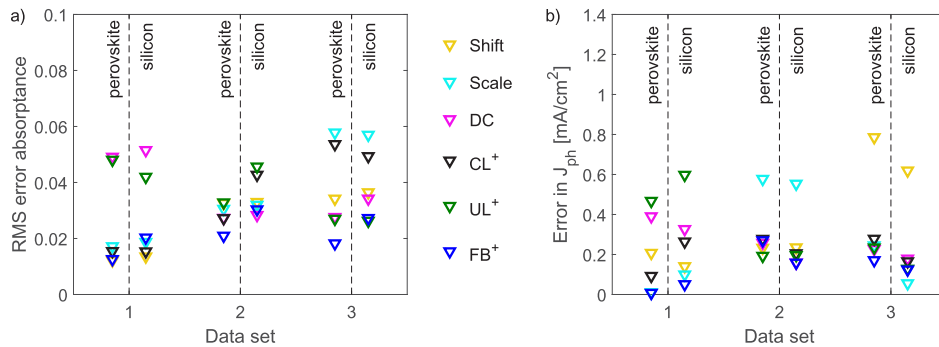 a)
RMS error absorptance
0.1
0.08
0.06
0.04
0.02
0
perovskite
silicon
perovskite
silicon
perovskite
silicon
1
2
3
Data set
Shift
Scale
DC
CL⁺
UL⁺
FB⁺
b)
Error in J_ph [mA/cm²]
1.4
1.2
1
0.8
0.6
0.4
0.2
0
perovskite
silicon
perovskite
silicon
perovskite
silicon
1
2
3
Data set